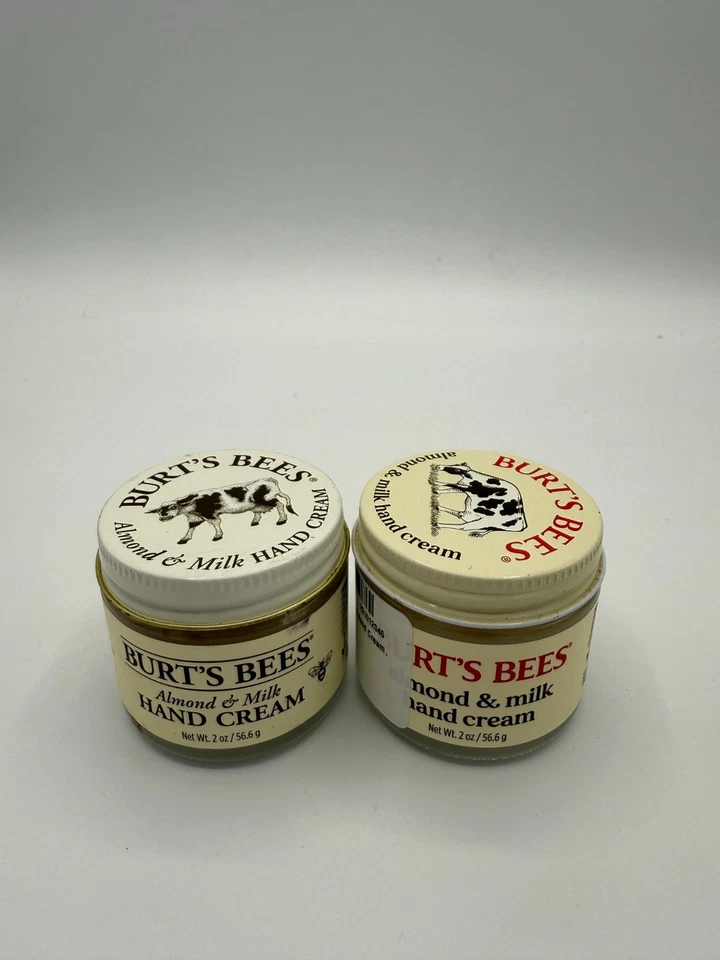 BURT'S BEES®
Almond & Milk HAND CREAM
BURT'S BEES®
Almond & Milk
HAND CREAM
Net Wt. 2 oz / 56.6 g
BURT'S BEES®
almond & milk hand cream
RT'S BEES®
mond & milk
hand cream
Net Wt. 2 oz / 56.6 g